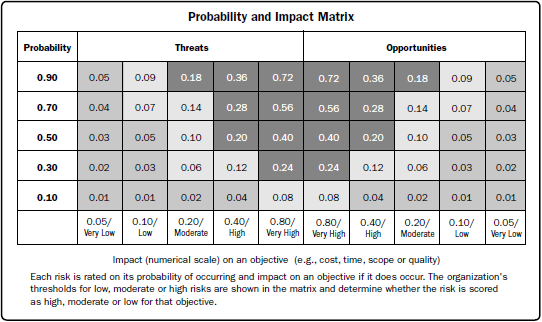 Probability and Impact Matrix
Probability Threats Opportunities
0.90 0.05 0.09 0.18 0.36 0.72 0.72 0.36 0.18 0.09 0.05
0.70 0.04 0.07 0.14 0.28 0.56 0.56 0.28 0.14 0.07 0.04
0.50 0.03 0.05 0.10 0.20 0.40 0.40 0.20 0.10 0.05 0.03
0.30 0.02 0.03 0.06 0.12 0.24 0.24 0.12 0.06 0.03 0.02
0.10 0.01 0.01 0.02 0.04 0.08 0.08 0.04 0.02 0.01 0.01
0.05/ 0.10/ 0.20/ 0.40/ 0.80/ 0.80/ 0.40/ 0.20/ 0.10/ 0.05/
Very Low Low Moderate High Very High Very High High Moderate Low Very Low
Impact (numerical scale) on an objective (e.g., cost, time, scope or quality)
Each risk is rated on its probability of occurring and impact on an objective if it does occur. The organization's
thresholds for low, moderate or high risks are shown in the matrix and determine whether the risk is scored
as high, moderate or low for that objective.